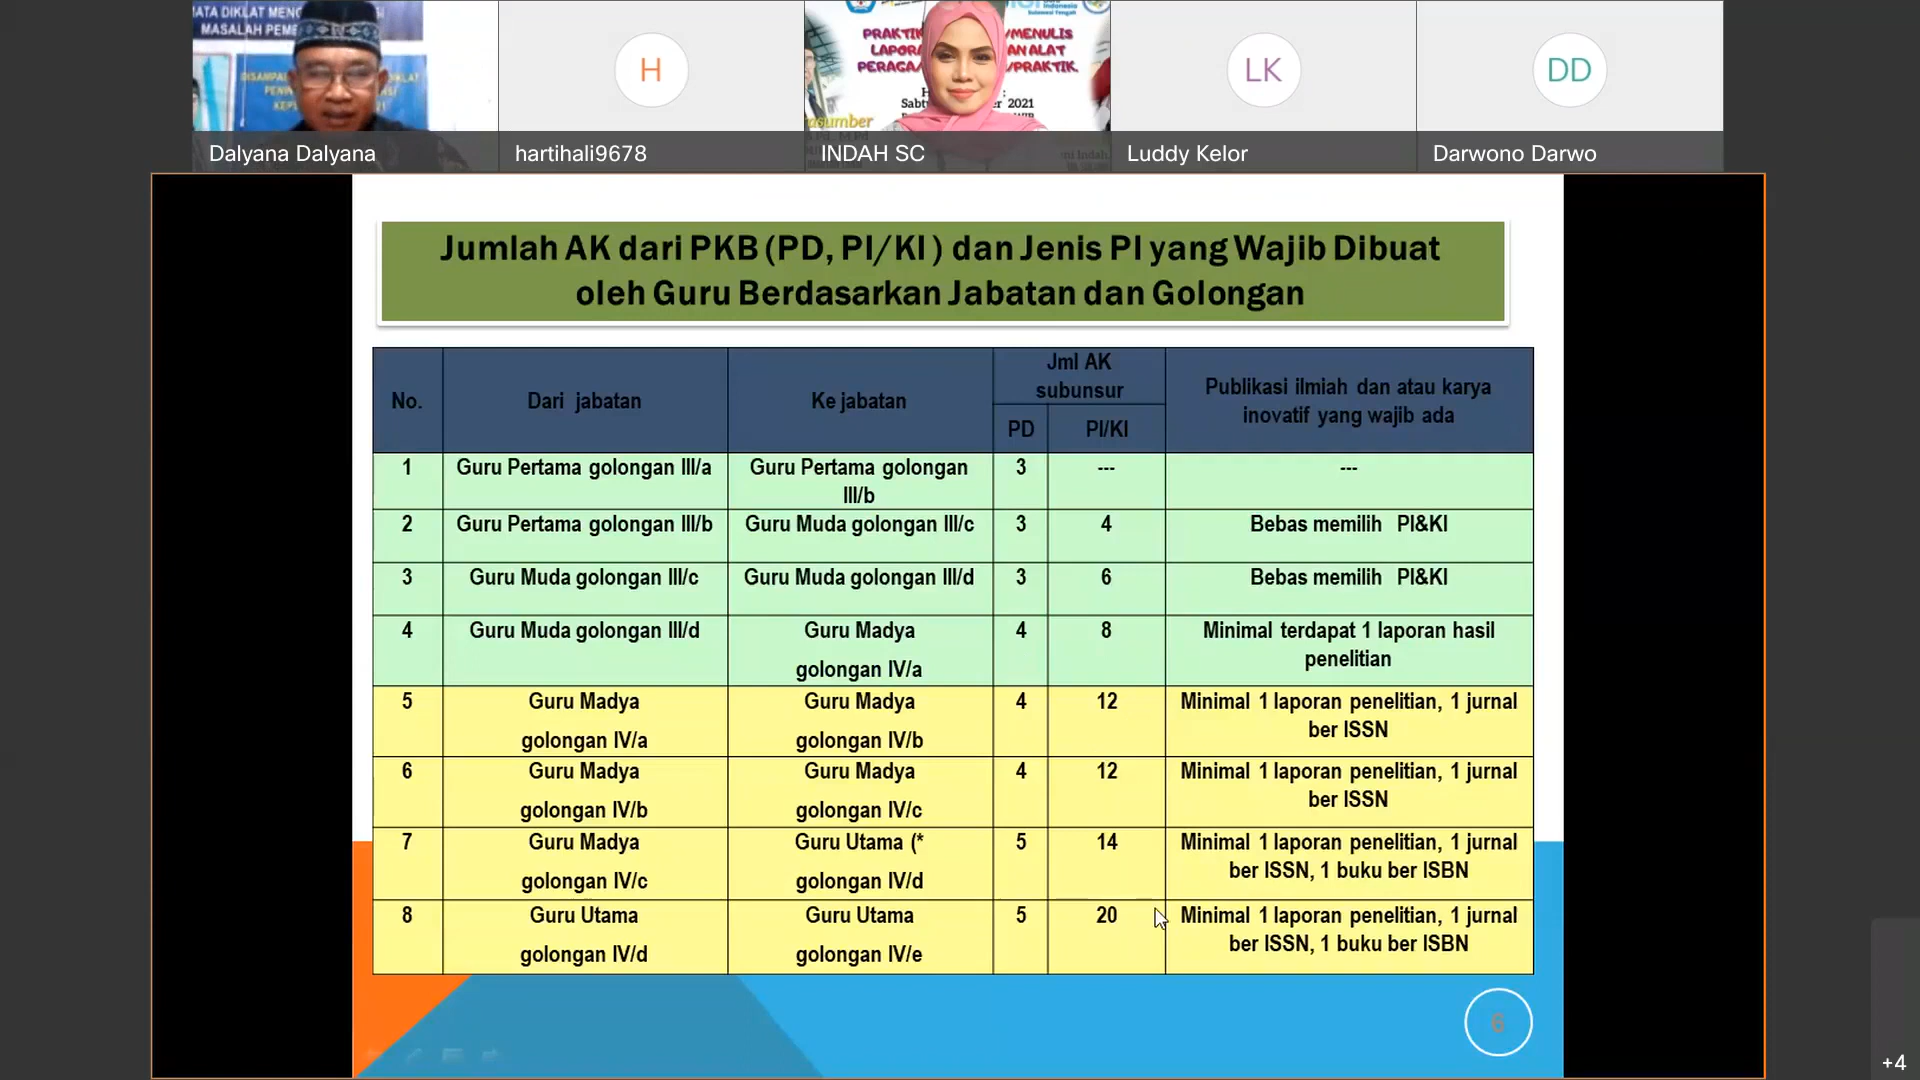 MASALAH
H
PRAKTIK
MENULIS
LAPORA
AN ALAT
PERAGA
/PRAKTIK.
2021
Dalyana Dalyana
hartihali9678
INDAH SC
LK
Luddy Kelor
DD
Darwono Darwo
Jumlah AK dari PKB (PD, PI/KI ) dan Jenis PI yang Wajib Dibuat
oleh Guru Berdasarkan Jabatan dan Golongan
No.
Dari jabatan
Ke jabatan
Jml AK
subunsur
PD
PI/KI
Publikasi ilmiah dan atau karya
inovatif yang wajib ada
1
Guru Pertama golongan III/a
Guru Pertama golongan
III/b
3
---
---
2
Guru Pertama golongan III/b
Guru Muda golongan III/c
3
4
Bebas memilih PI&KI
3
Guru Muda golongan III/c
Guru Muda golongan III/d
3
6
Bebas memilih PI&KI
4
Guru Muda golongan III/d
Guru Madya
golongan IV/a
4
8
Minimal terdapat 1 laporan hasil
penelitian
5
Guru Madya
golongan IV/a
Guru Madya
golongan IV/b
4
12
Minimal 1 laporan penelitian, 1 jurnal
ber ISSN
6
Guru Madya
golongan IV/b
Guru Madya
golongan IV/c
4
12
Minimal 1 laporan penelitian, 1 jurnal
ber ISSN
7
Guru Madya
golongan IV/c
Guru Utama (*
golongan IV/d
5
14
Minimal 1 laporan penelitian, 1 jurnal
ber ISSN, 1 buku ber ISBN
8
Guru Utama
golongan IV/d
Guru Utama
golongan IV/e
5
20
Minimal 1 laporan penelitian, 1 jurnal
ber ISSN, 1 buku ber ISBN
6
+4